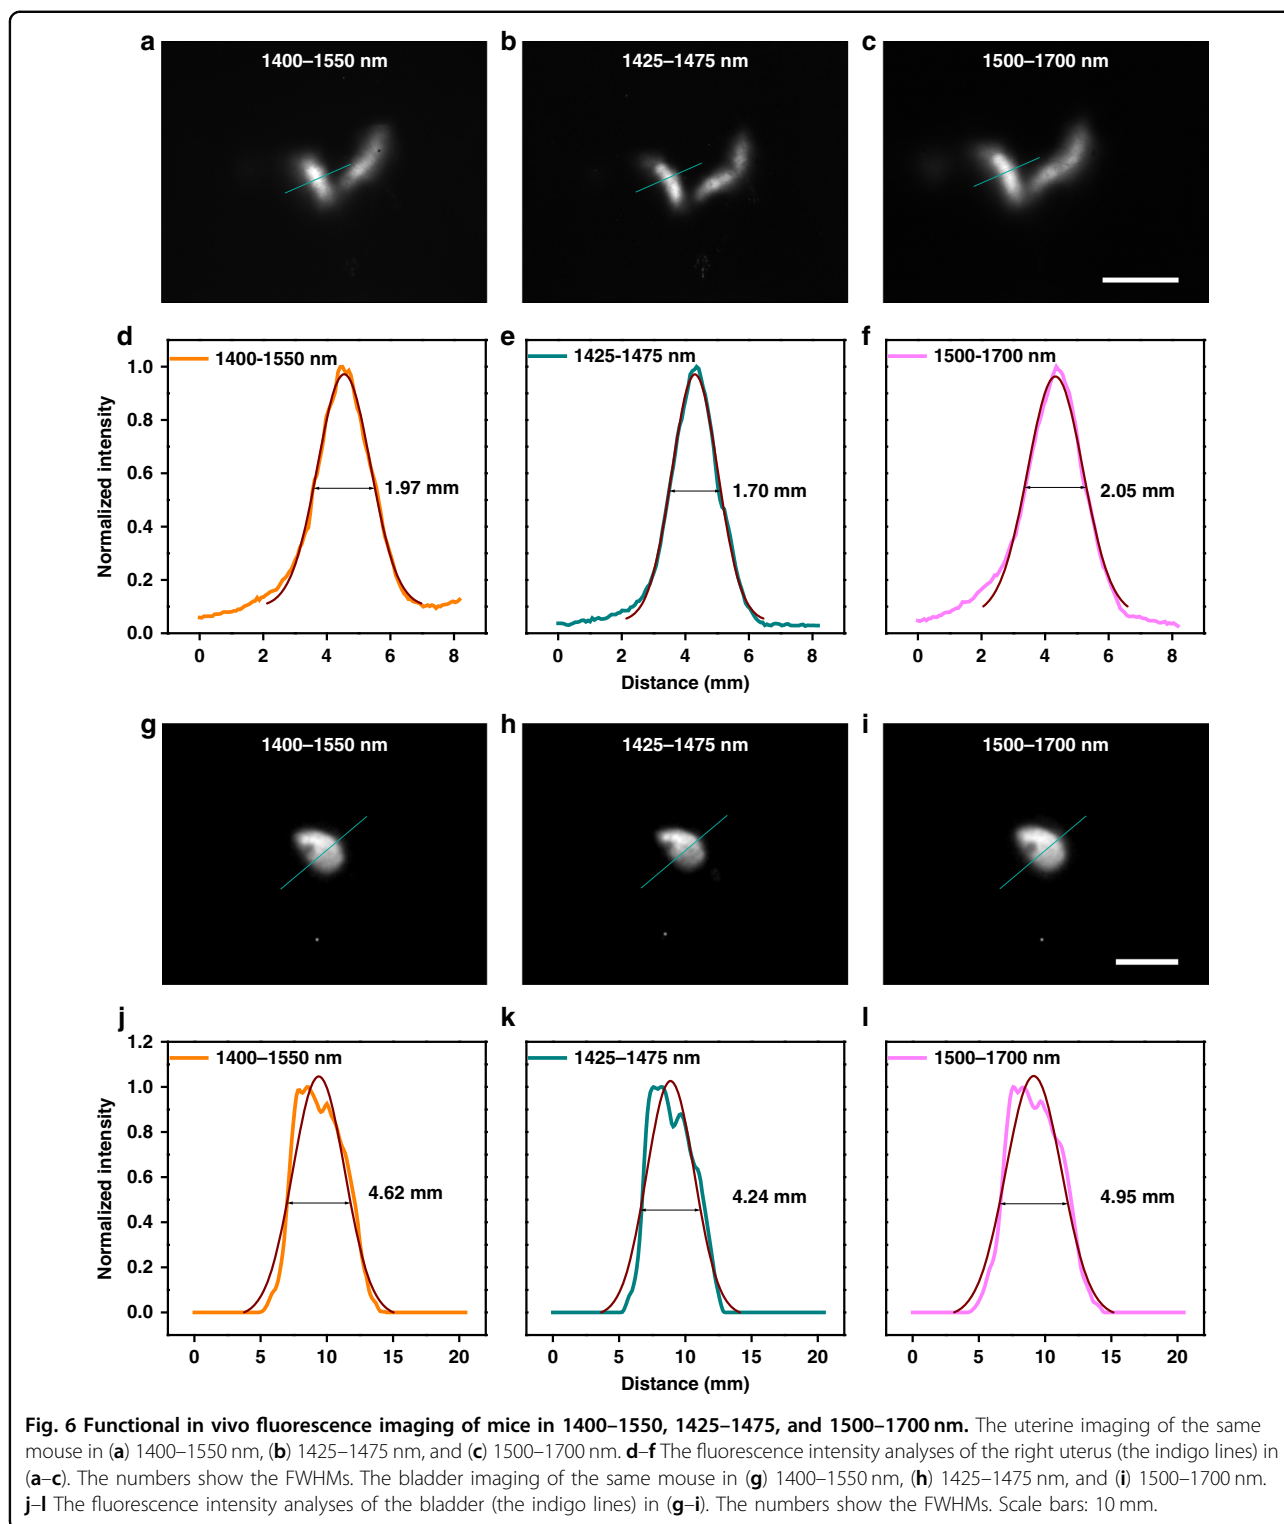 a
b
c
1400–1550 nm
1425–1475 nm
1500–1700 nm
d
e
f
1400-1550 nm
1425-1475 nm
1500-1700 nm
1.0
0.8
0.6
0.4
0.2
0.0
Normalized intensity
1.97 mm
1.70 mm
2.05 mm
0 2 4 6 8
0 2 4 6 8
0 2 4 6 8
Distance (mm)
g
h
i
1400–1550 nm
1425–1475 nm
1500–1700 nm
j
k
l
1400–1550 nm
1425–1475 nm
1500–1700 nm
1.2
1.0
0.8
0.6
0.4
0.2
0.0
Normalized intensity
4.62 mm
4.24 mm
4.95 mm
0 5 10 15 20
0 5 10 15 20
0 5 10 15 20
Distance (mm)
Fig. 6 Functional in vivo fluorescence imaging of mice in 1400–1550, 1425–1475, and 1500–1700 nm. The uterine imaging of the same
mouse in (a) 1400–1550 nm, (b) 1425–1475 nm, and (c) 1500–1700 nm. d–f The fluorescence intensity analyses of the right uterus (the indigo lines) in
(a–c). The numbers show the FWHMs. The bladder imaging of the same mouse in (g) 1400–1550 nm, (h) 1425–1475 nm, and (i) 1500–1700 nm.
j–l The fluorescence intensity analyses of the bladder (the indigo lines) in (g–i). The numbers show the FWHMs. Scale bars: 10 mm.